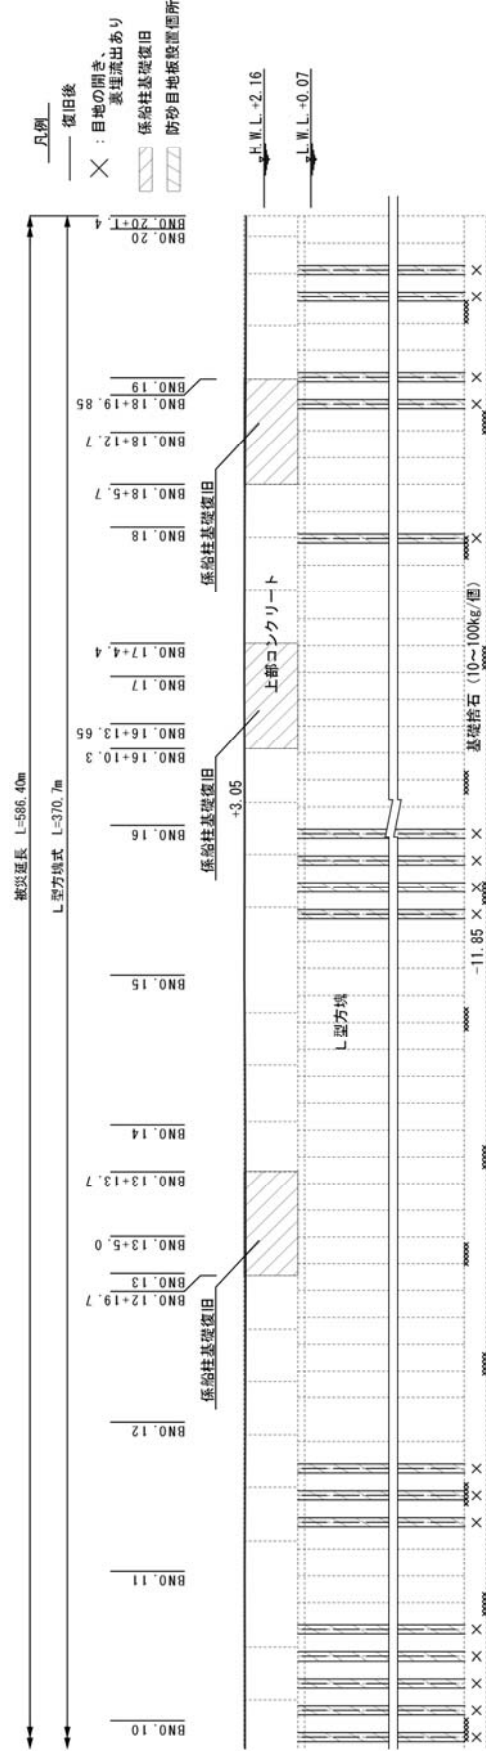 凡例
復旧後
×：目地の開き、
裏埋流出あり
係船柱基礎復旧
防砂目地板設置個所
被災延長 L=586.40m
L型方塊式 L=370.7m
BNO.10
BNO.11
BNO.12
BNO.12+19.7
BNO.13
BNO.13+5.0
BNO.13+13.7
BNO.14
BNO.15
BNO.16
BNO.16+10.3
BNO.16+13.65
BNO.17
BNO.17+4.4
BNO.18
BNO.18+5.7
BNO.18+12.7
BNO.18+19.85
BNO.19
BNO.20
BNO.20+1.4
係船柱基礎復旧
係船柱基礎復旧
係船柱基礎復旧
+3.05
上部コンクリート
H.W.L.+2.16
L.W.L.+0.07
L型方塊
-11.85
基礎捨石 (10～100kg/個)